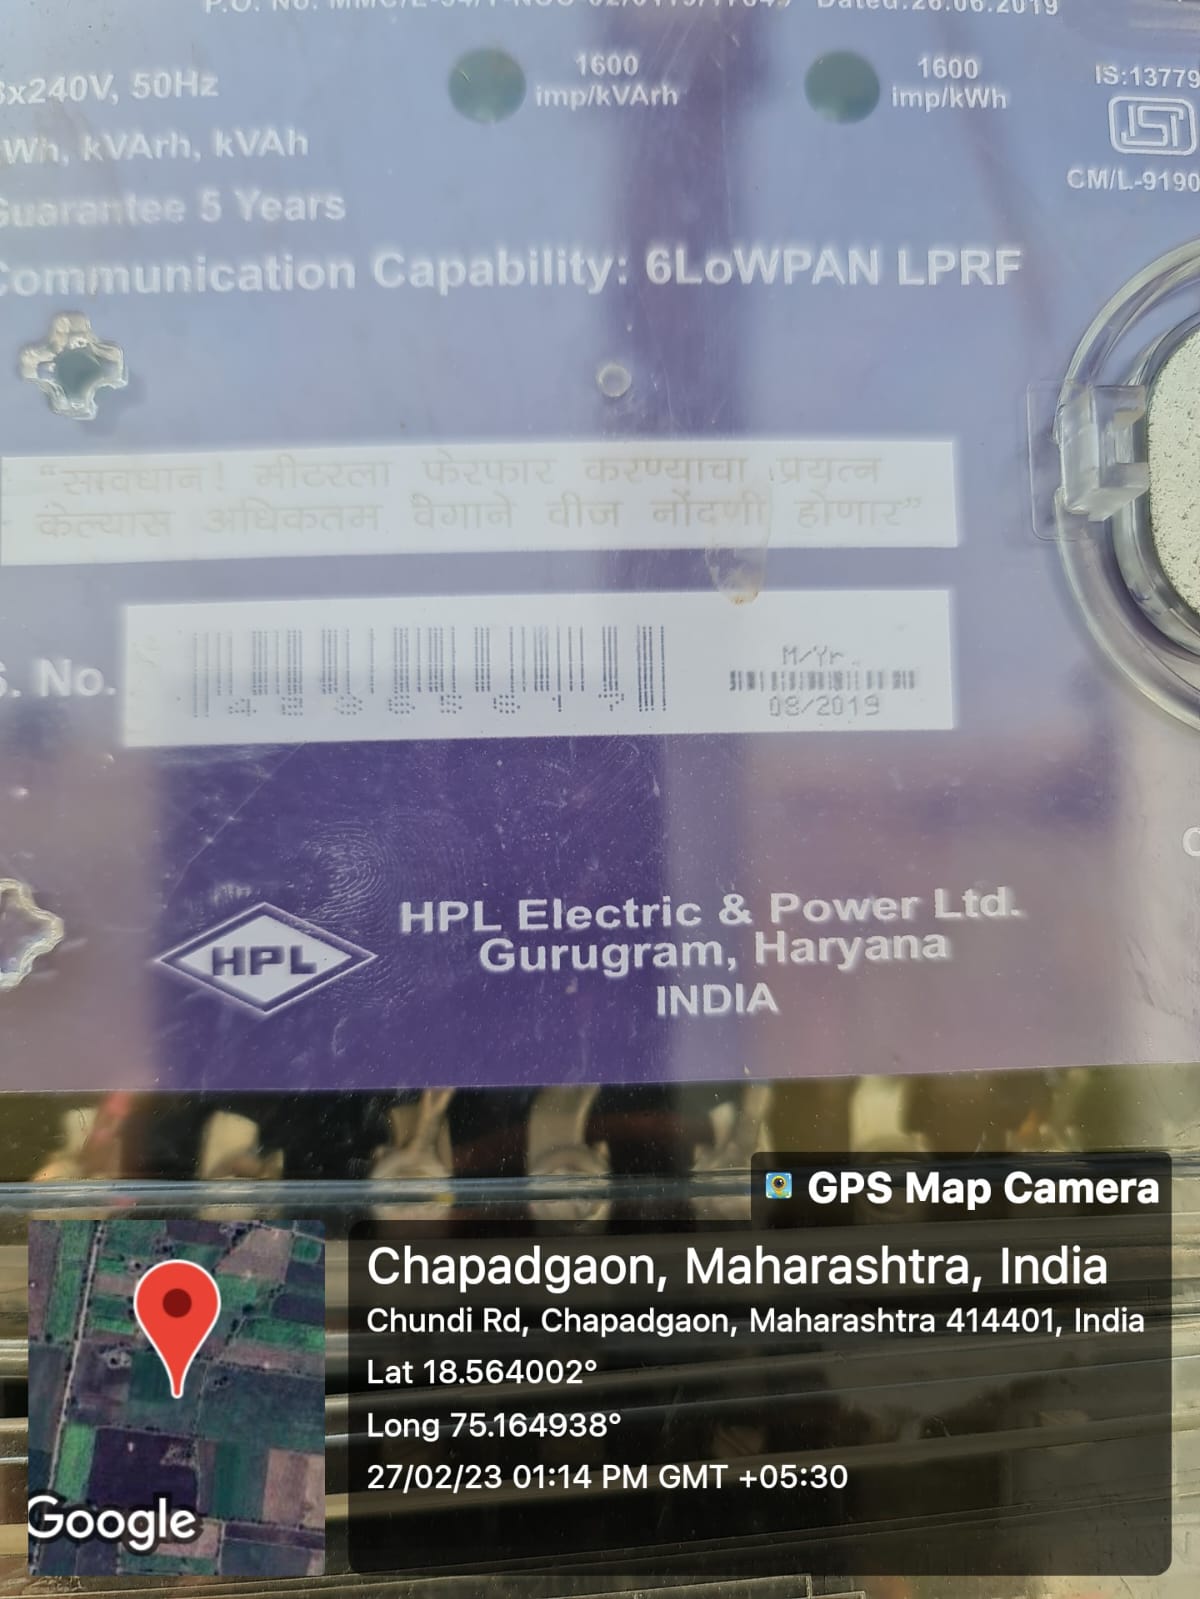 3x240V, 50Hz
1600
imp/kVArh
1600
imp/kWh
IS:13779
ISI
CM/L-9190
kWh, kVArh, kVAh
Guarantee 5 Years
Communication Capability: 6LoWPAN LPRF
“सावधान! मीटरला फेरफार करण्याचा प्रयत्न
केल्यास अधिकतम वेगाने वीज नोंदणी होणार”
S. No.
M/Yr.
08/2019
HPL
HPL Electric & Power Ltd.
Gurugram, Haryana
INDIA
GPS Map Camera
Chapadgaon, Maharashtra, India
Chundi Rd, Chapadgaon, Maharashtra 414401, India
Lat 18.564002°
Long 75.164938°
27/02/23 01:14 PM GMT +05:30
Google